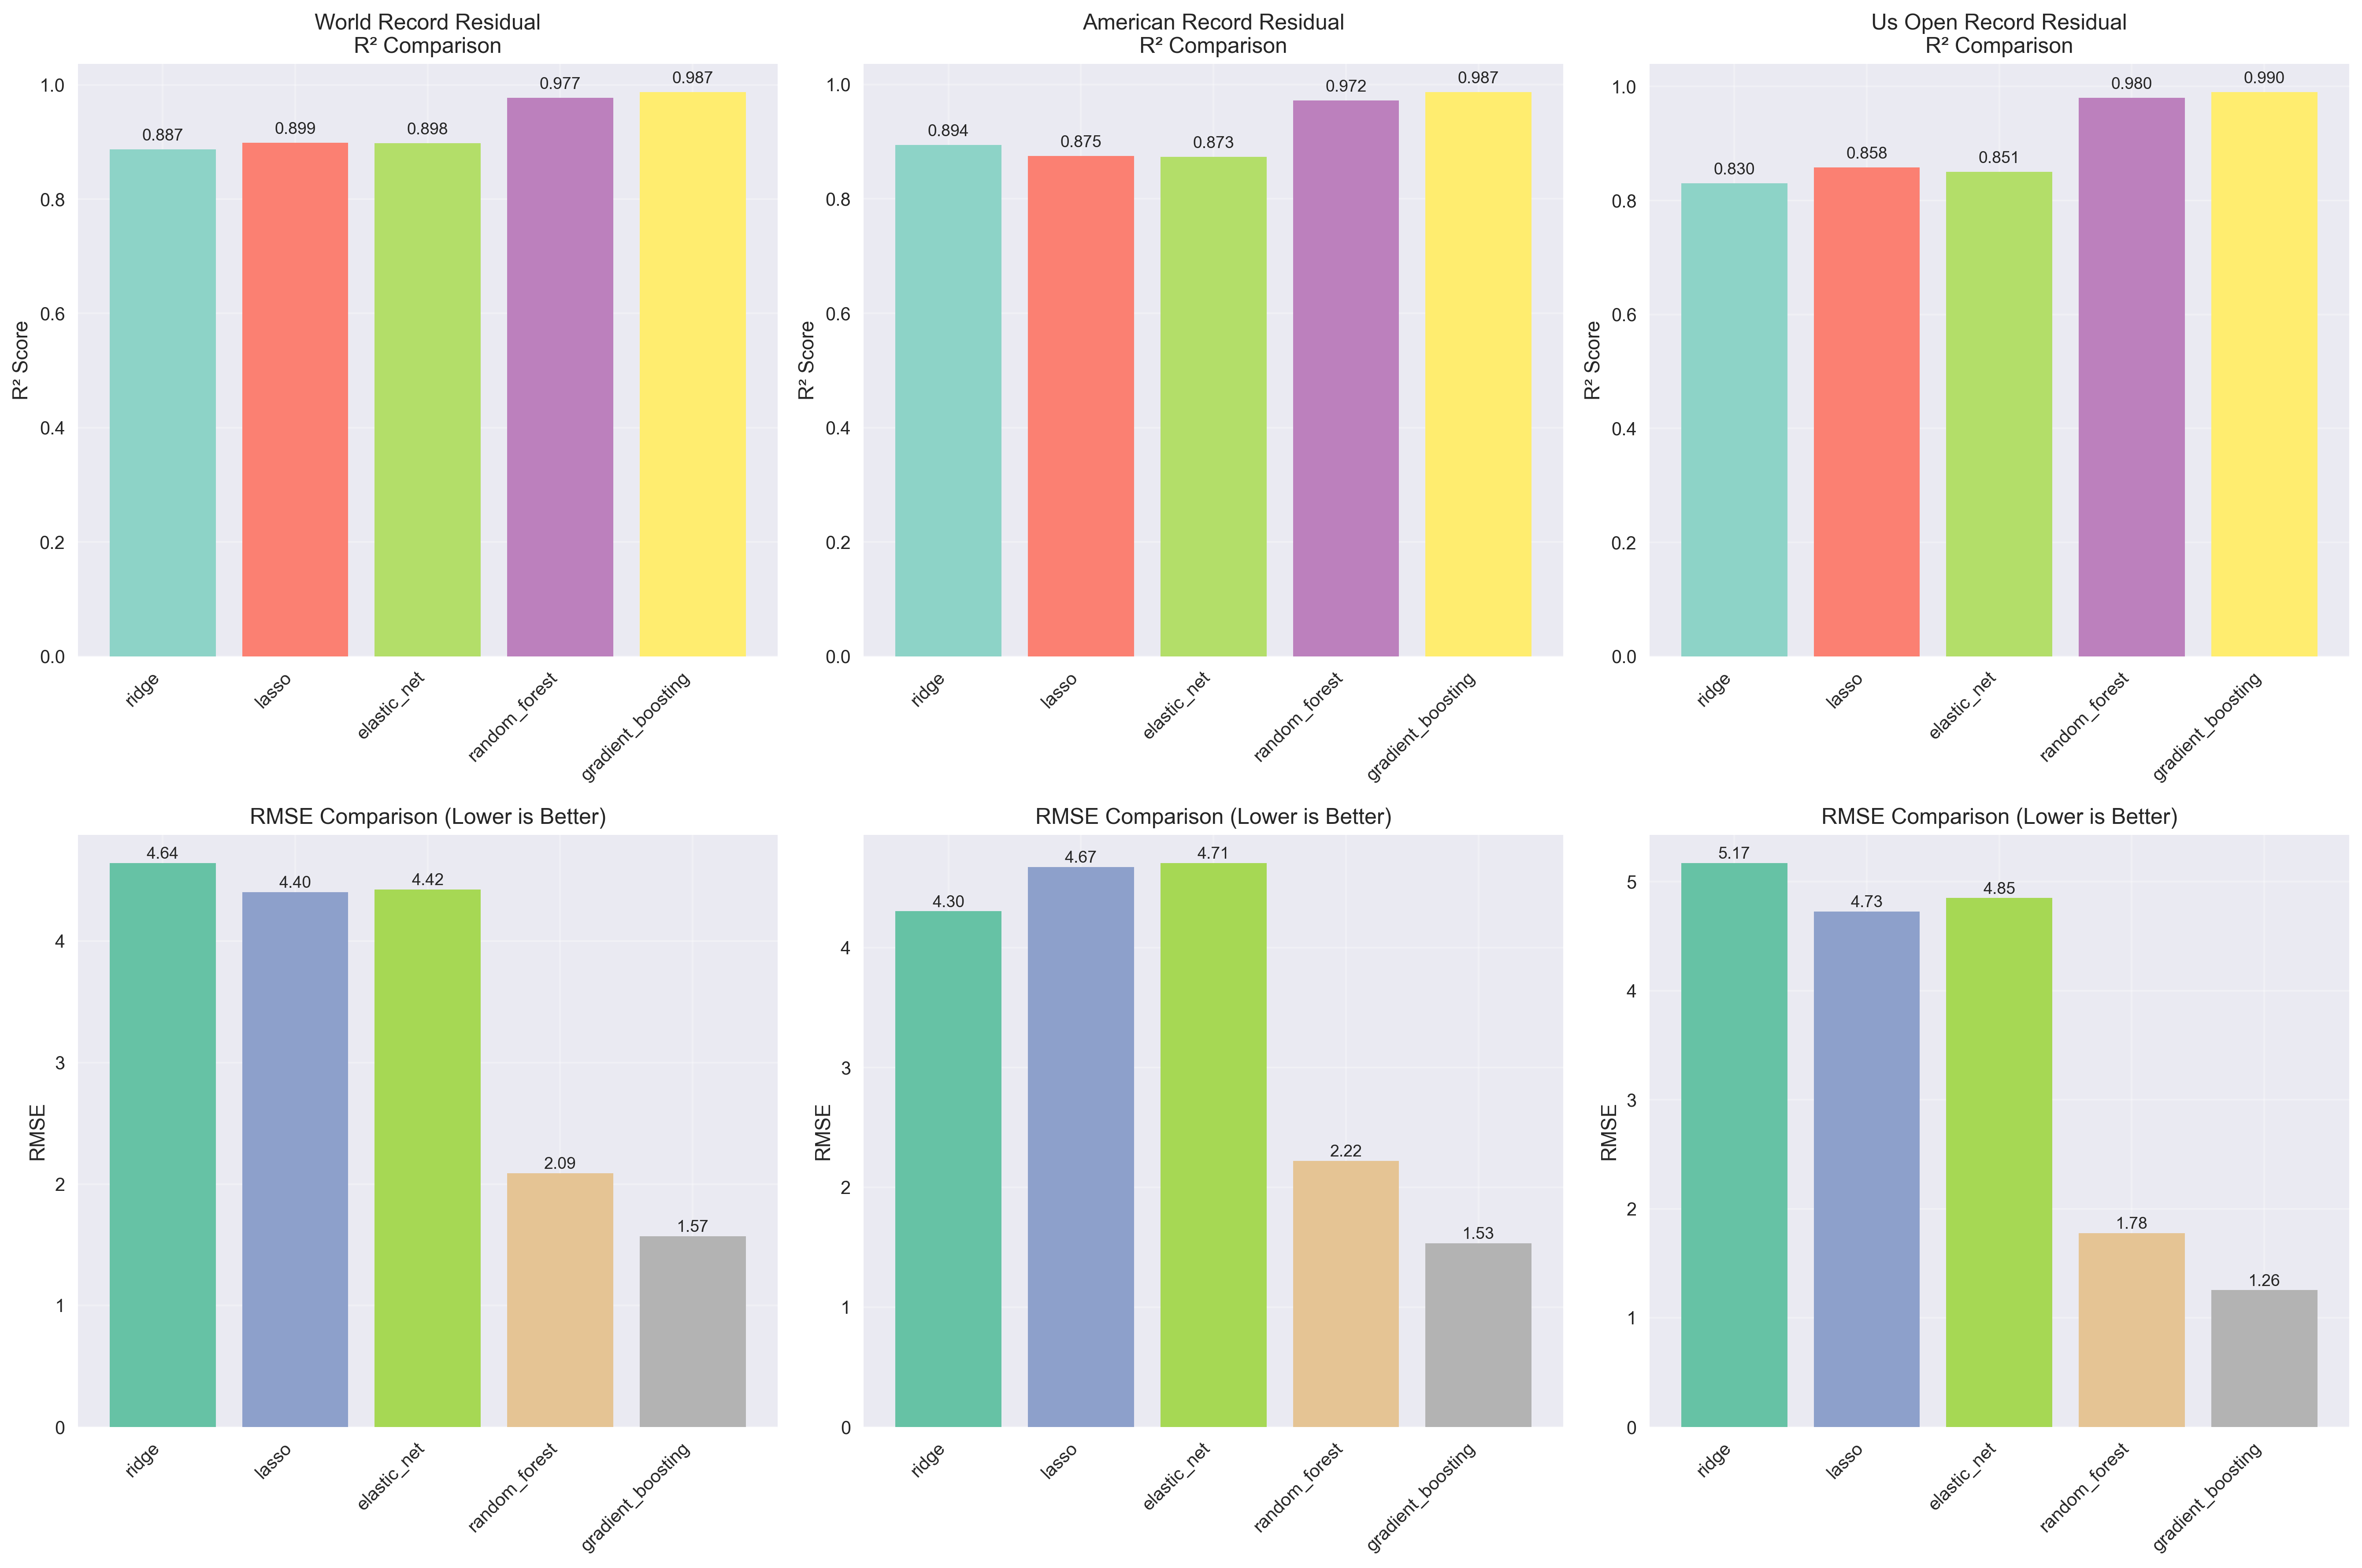 World Record Residual
R² Comparison
R² Score
1.0
0.8
0.6
0.4
0.2
0.0
0.887
0.899
0.898
0.977
0.987
ridge
lasso
elastic_net
random_forest
gradient_boosting
American Record Residual
R² Comparison
R² Score
1.0
0.8
0.6
0.4
0.2
0.0
0.894
0.875
0.873
0.972
0.987
ridge
lasso
elastic_net
random_forest
gradient_boosting
Us Open Record Residual
R² Comparison
R² Score
1.0
0.8
0.6
0.4
0.2
0.0
0.830
0.858
0.851
0.980
0.990
ridge
lasso
elastic_net
random_forest
gradient_boosting
RMSE Comparison (Lower is Better)
RMSE
4
3
2
1
0
4.64
4.40
4.42
2.09
1.57
ridge
lasso
elastic_net
random_forest
gradient_boosting
RMSE Comparison (Lower is Better)
RMSE
4
3
2
1
0
4.30
4.67
4.71
2.22
1.53
ridge
lasso
elastic_net
random_forest
gradient_boosting
RMSE Comparison (Lower is Better)
RMSE
5
4
3
2
1
0
5.17
4.73
4.85
1.78
1.26
ridge
lasso
elastic_net
random_forest
gradient_boosting